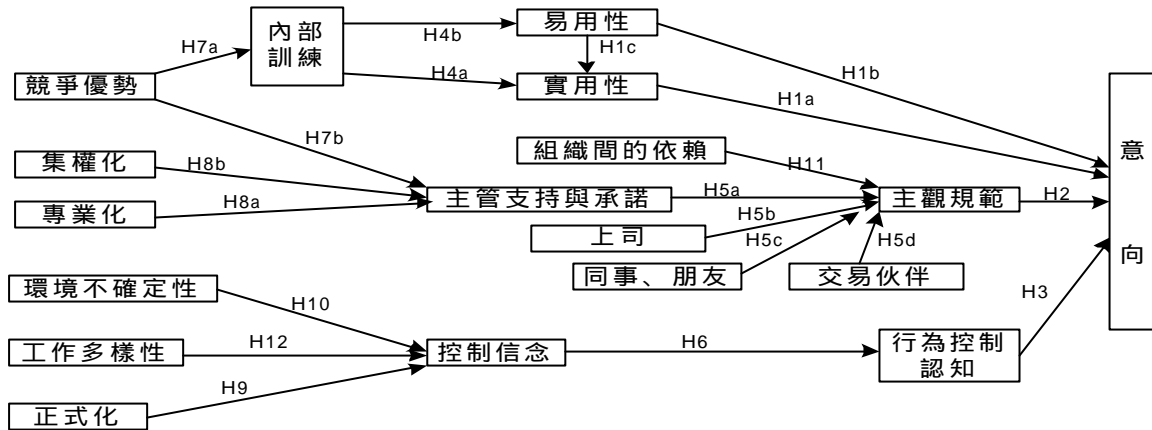 易用性
內部
訓練
H4b
H1c
H7a
H4a
實用性
H1b
競爭優勢
H1a
H7b
組織間的依賴
意
向
集權化
H8b
H11
專業化
H8a
主管支持與承諾
H5a
主觀規範
H2
上司
H5b
H5c
H5d
同事、朋友
交易伙伴
環境不確定性
H10
H3
工作多樣性
H12
控制信念
H6
行為控制
認知
H9
正式化